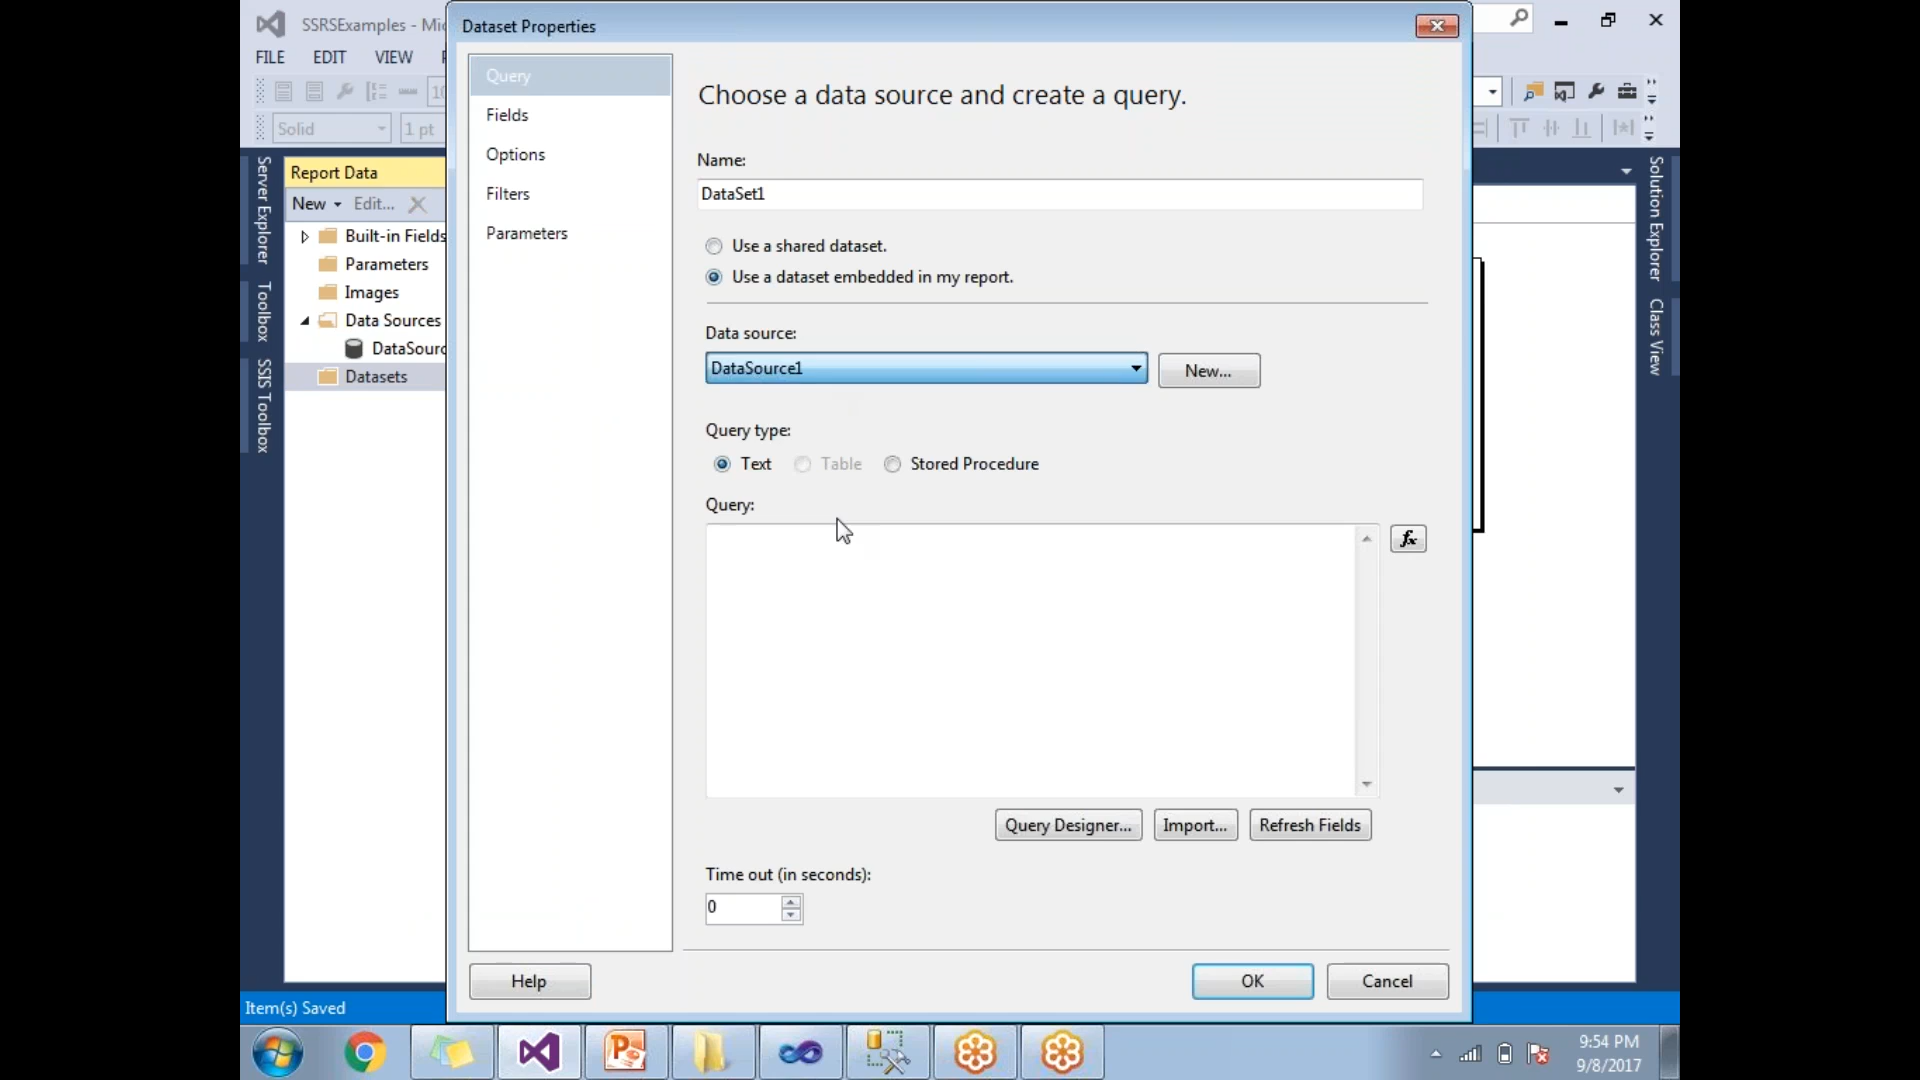 SSRSExamples - Mic
Dataset Properties
FILE EDIT VIEW
Solid
1 pt
Report Data
New Edit...
Built-in Fields
Parameters
Images
Data Sources
DataSourc
Datasets
Server Explorer
Toolbox
SSIS Toolbox
Query
Fields
Options
Filters
Parameters
Choose a data source and create a query.
Name:
DataSet1
Use a shared dataset.
Use a dataset embedded in my report.
Data source:
DataSource1
New...
Query type:
Text Table Stored Procedure
Query:
fx
Query Designer... Import... Refresh Fields
Time out (in seconds):
0
Help OK Cancel
Solution Explorer
Class View
Item(s) Saved
9:54 PM
9/8/2017